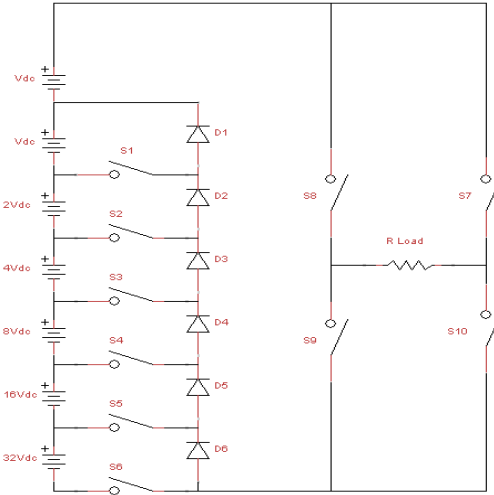 Vdc
Vdc
D1
S1
2Vdc
D2
S8
S7
S2
4Vdc
D3
R Load
S3
8Vdc
D4
S9
S10
S4
16Vdc
D5
S5
32Vdc
D6
S6